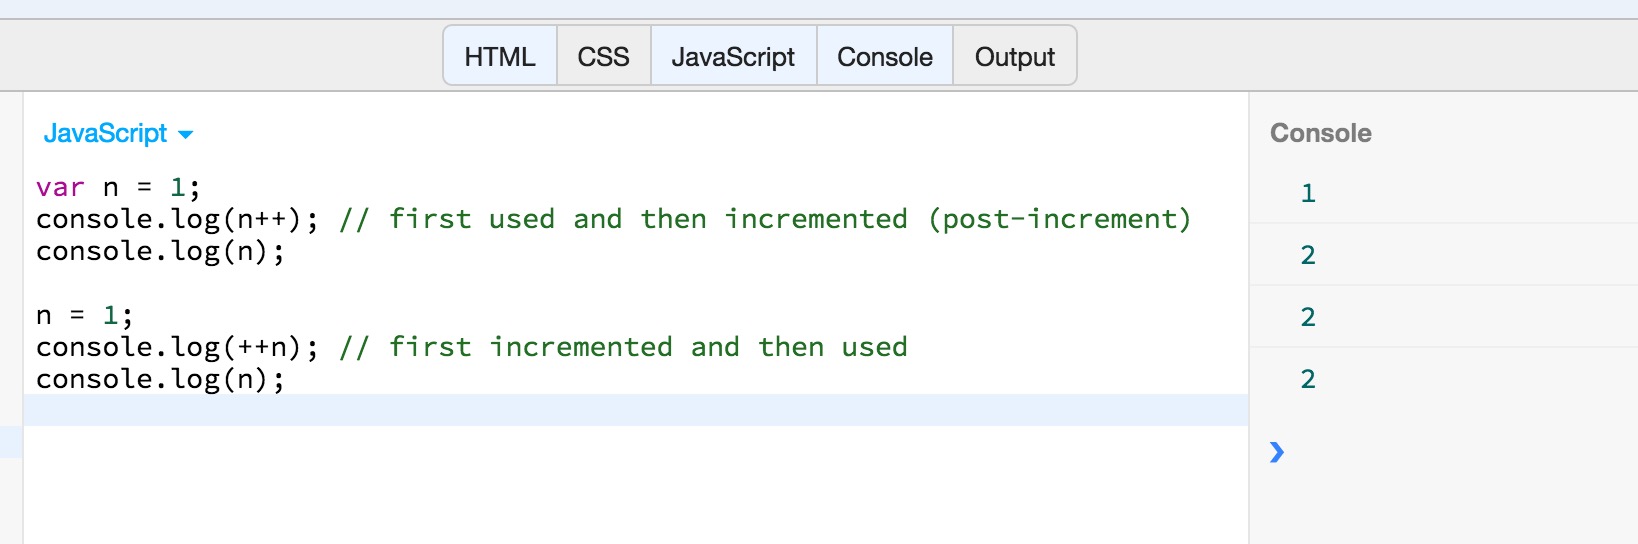 HTML CSS JavaScript Console Output
JavaScript
var n = 1;
console.log(n++); // first used and then incremented (post-increment)
console.log(n);
n = 1;
console.log(++n); // first incremented and then used
console.log(n);
Console
1
2
2
2